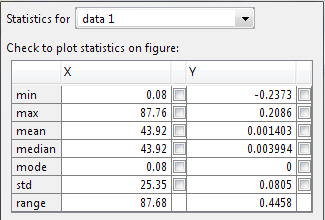 Statistics for data 1
Check to plot statistics on figure:
X Y
min 0.08 -0.2373
max 87.76 0.2086
mean 43.92 0.001403
median 43.92 0.003994
mode 0.08 0
std 25.35 0.0805
range 87.68 0.4458